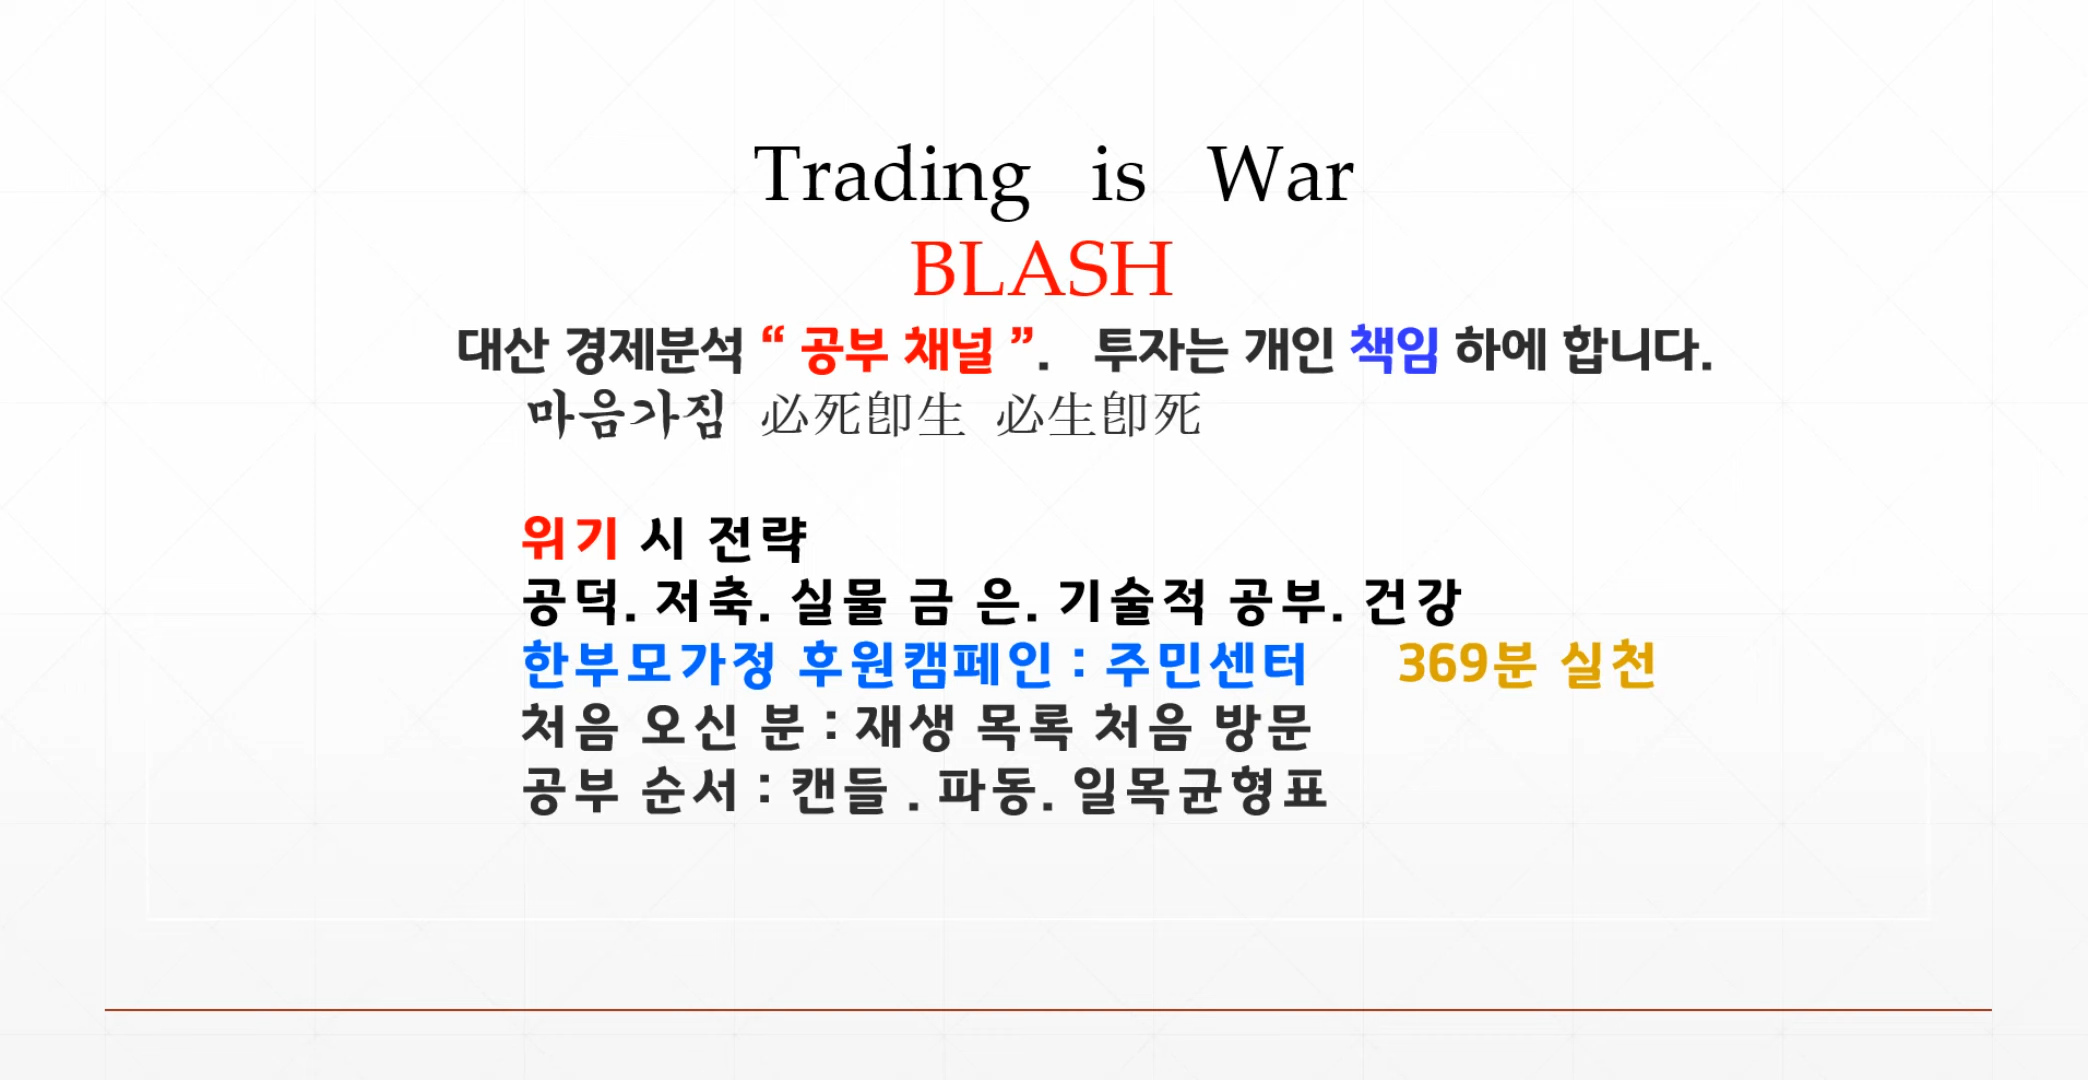 Trading is War
BLASH
대산 경제분석 “ 공부 채널 ”. 투자는 개인 책임 하에 합니다.
마음가짐 必死卽生 必生卽死
위기 시 전략
공덕. 저축. 실물 금 은. 기술적 공부. 건강
한부모가정 후원캠페인 : 주민센터 369분 실천
처음 오신 분 : 재생 목록 처음 방문
공부 순서 : 캔들 . 파동. 일목균형표